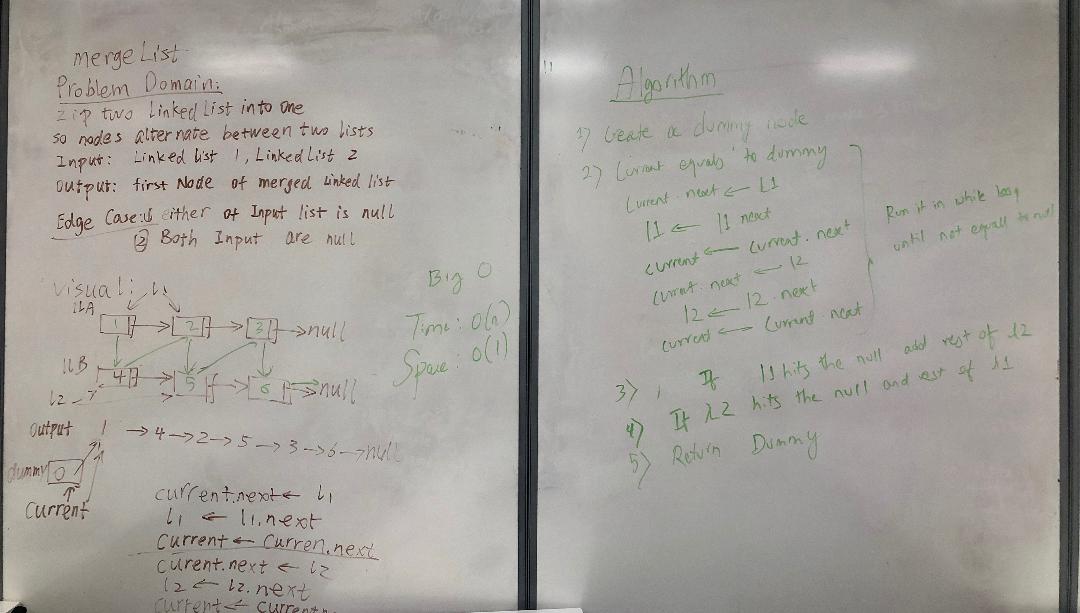 merge List
Problem Domain:
Zip two Linked List into one
so nodes alternate between two lists
Input: Linked list 1, Linked List 2
Output: first Node of merged Linked list
Edge Case: ① either of Input list is null
② Both Input are null
Visual: l1
llA
1 → 2 → 3 → null
llB
4 → 5 → 6 → null
l2
Output 1 → 4 → 2 → 5 → 3 → 6 → null
dummy 0
Current
current.next ← l1
l1 ← l1.next
Current ← Curren.next
curent.next ← l2
l2 ← l2.next
current ← current.n
Big O
Time: O(n)
Space: O(1)
Algorithm
1) Create a dummy node
2) Current equals to dummy
Current.next ← L1
l1 ← l1 next
current ← current.next
current.next ← l2
l2 ← l2.next
current ← current.next
Run it in while loop
until not equall to null
3) If l1 hits the null add rest of l2
4) If l2 hits the null and rest of l1
5) Return Dummy